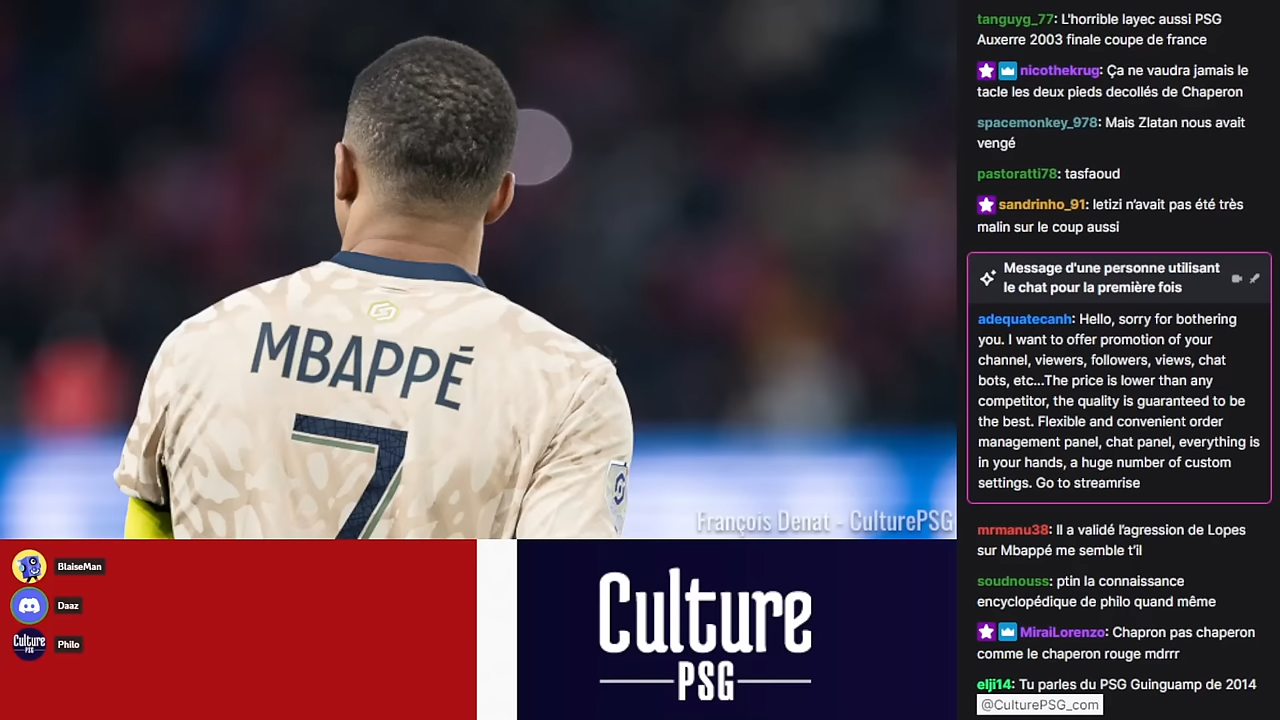 MBAPPÉ
7
François Denat - CulturePSG
BlaiseMan
Daaz
Culture
PSG
Philo
Culture
PSG
tanguyg_77: L'horrible layec aussi PSG
Auxerre 2003 finale coupe de france
nicothekrug: Ça ne vaudra jamais le
tacle les deux pieds decollés de Chaperon
spacemonkey_978: Mais Zlatan nous avait
vengé
pastoratti78: tasfaoud
sandrinho_91: letizi n'avait pas été très
malin sur le coup aussi
Message d'une personne utilisant
le chat pour la première fois
adequatecanh: Hello, sorry for bothering
you. I want to offer promotion of your
channel, viewers, followers, views, chat
bots, etc...The price is lower than any
competitor, the quality is guaranteed to be
the best. Flexible and convenient order
management panel, chat panel, everything is
in your hands, a huge number of custom
settings. Go to streamrise
mrmanu38: Il a validé l'agression de Lopes
sur Mbappé me semble t'il
soudnouss: ptin la connaissance
encyclopédique de philo quand même
MiraiLorenzo: Chapron pas chaperon
comme le chaperon rouge mdrrr
elji14: Tu parles du PSG Guinguamp de 2014
@CulturePSG_com